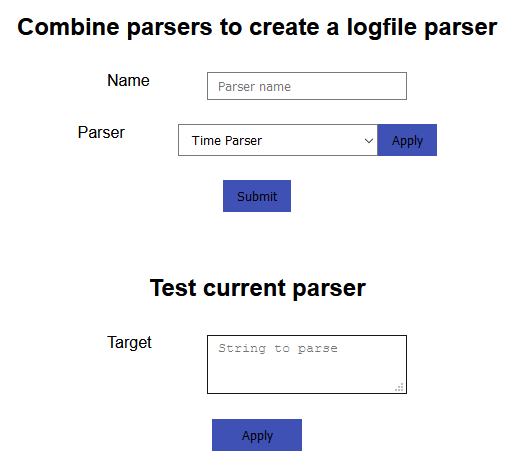 Combine parsers to create a logfile parser
Name
Parser name
Parser
Time Parser
Apply
Submit
Test current parser
Target
String to parse
Apply